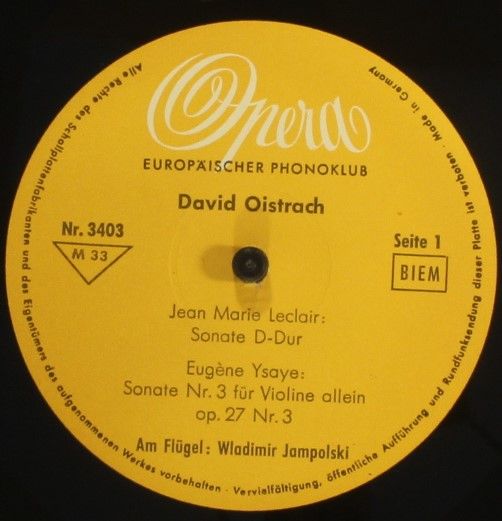 Opera
EUROPÄISCHER PHONOKLUB
David Oistrach
Nr. 3403
M 33
Seite 1
BIEM
Jean Marie Leclair:
Sonate D-Dur
Eugène Ysaye:
Sonate Nr. 3 für Violine allein
op. 27 Nr. 3
Am Flügel: Wladimir Jampolski
Alle Rechte des Schallplattenfabrikanten und des Eigentümers des aufgenommenen Werkes vorbehalten - Vervielfältigung, öffentliche Aufführung und Rundfunksendung dieser Platte ist verboten - Made in Germany